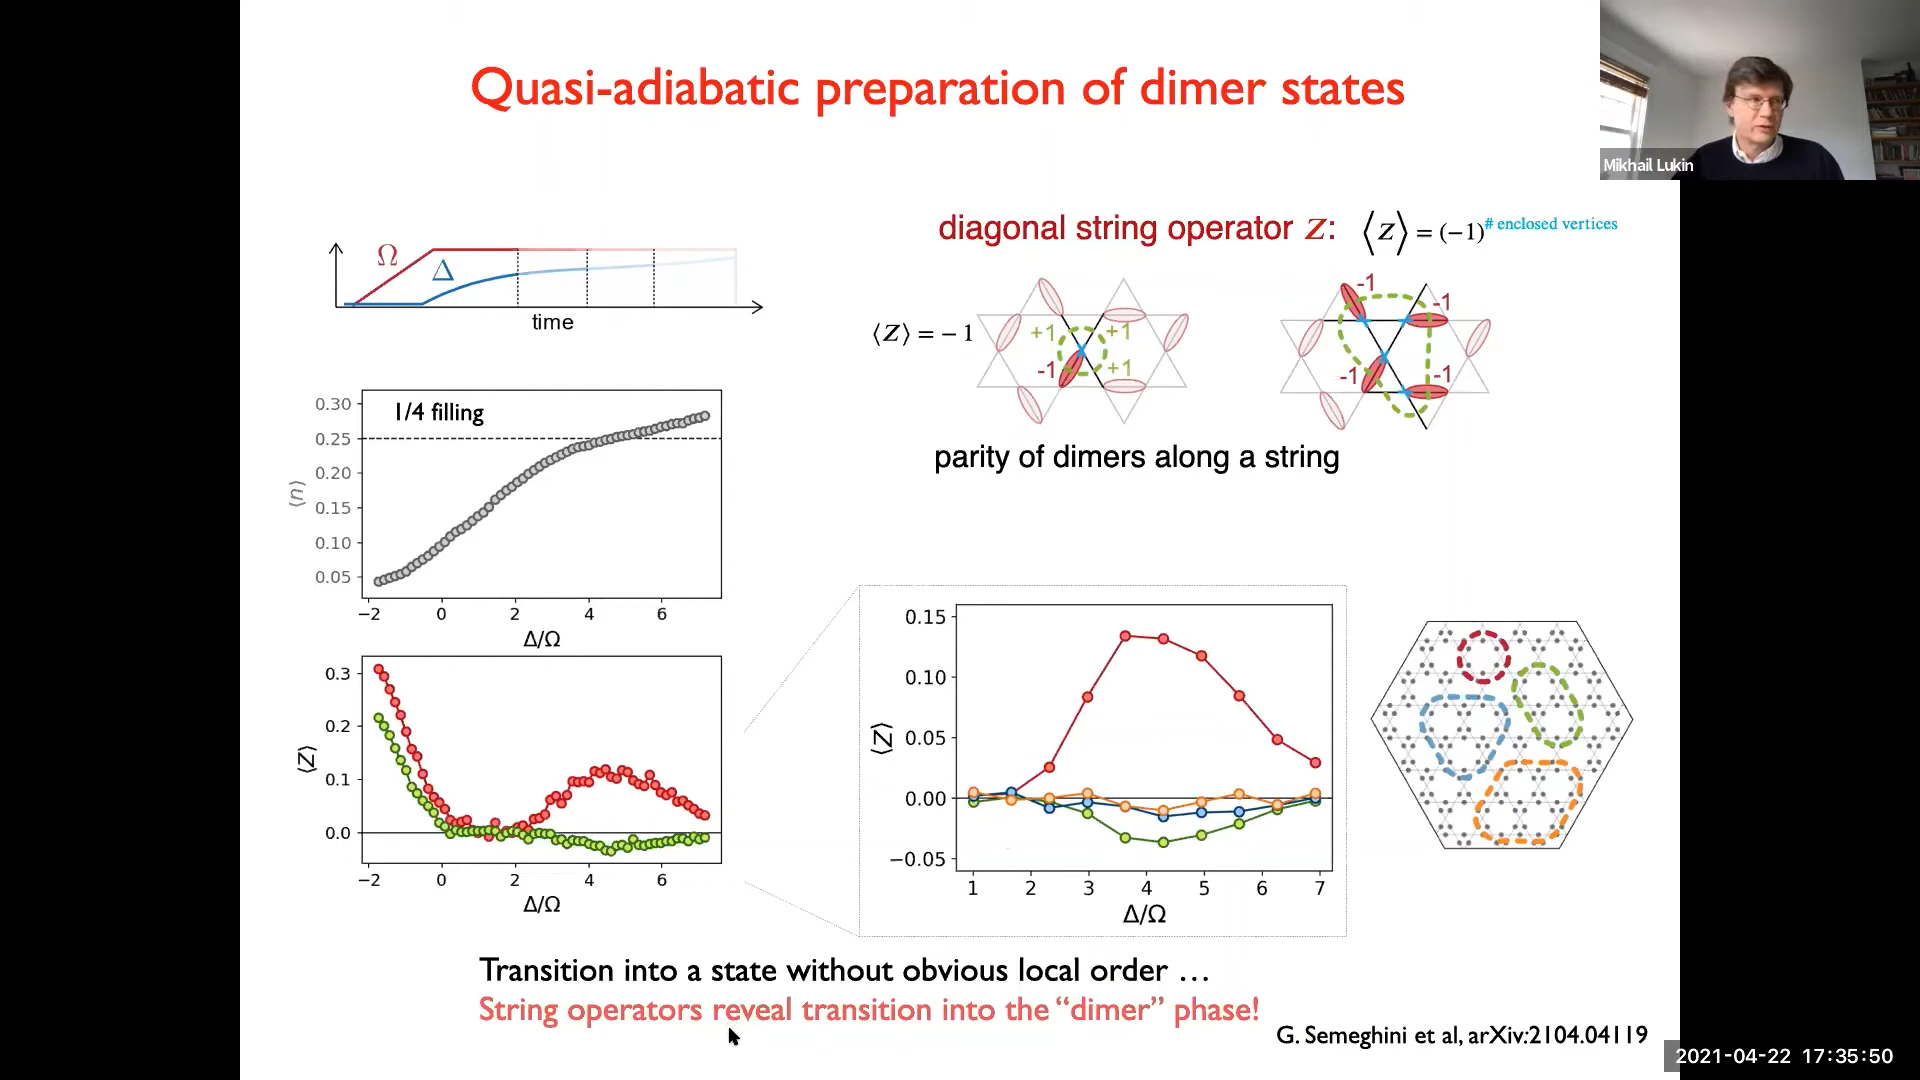 Quasi-adiabatic preparation of dimer states
Mikhail Lukin
Ω
Δ
time
diagonal string operator Z: ⟨Z⟩ = (−1)# enclosed vertices
⟨Z⟩ = − 1
+1 +1
-1 +1
-1 -1
-1 -1
parity of dimers along a string
1/4 filling
0.30
0.25
0.20
0.15
0.10
0.05
⟨n⟩
−2 0 2 4 6
Δ/Ω
0.3
0.2
0.1
0.0
⟨Z⟩
−2 0 2 4 6
Δ/Ω
0.15
0.10
0.05
0.00
−0.05
⟨Z⟩
1 2 3 4 5 6 7
Δ/Ω
Transition into a state without obvious local order ...
String operators reveal transition into the “dimer” phase!
G. Semeghini et al, arXiv:2104.04119
2021-04-22 17:35:50